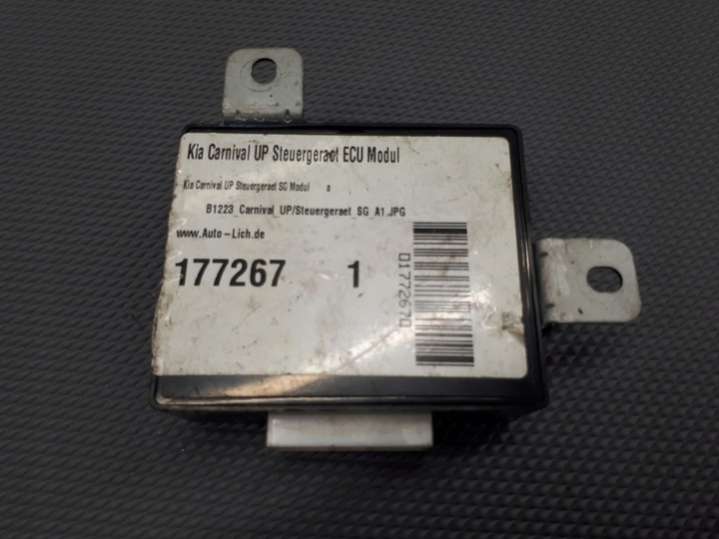 Kia Carnival UP Steuergeraet ECU Modul
Kia Carnival UP Steuergeraet SG Modul a
B1223_Carnival_UP/Steuergeraet_SG_A1.JPG
www.Auto-Lich.de
177267 1
D177267D